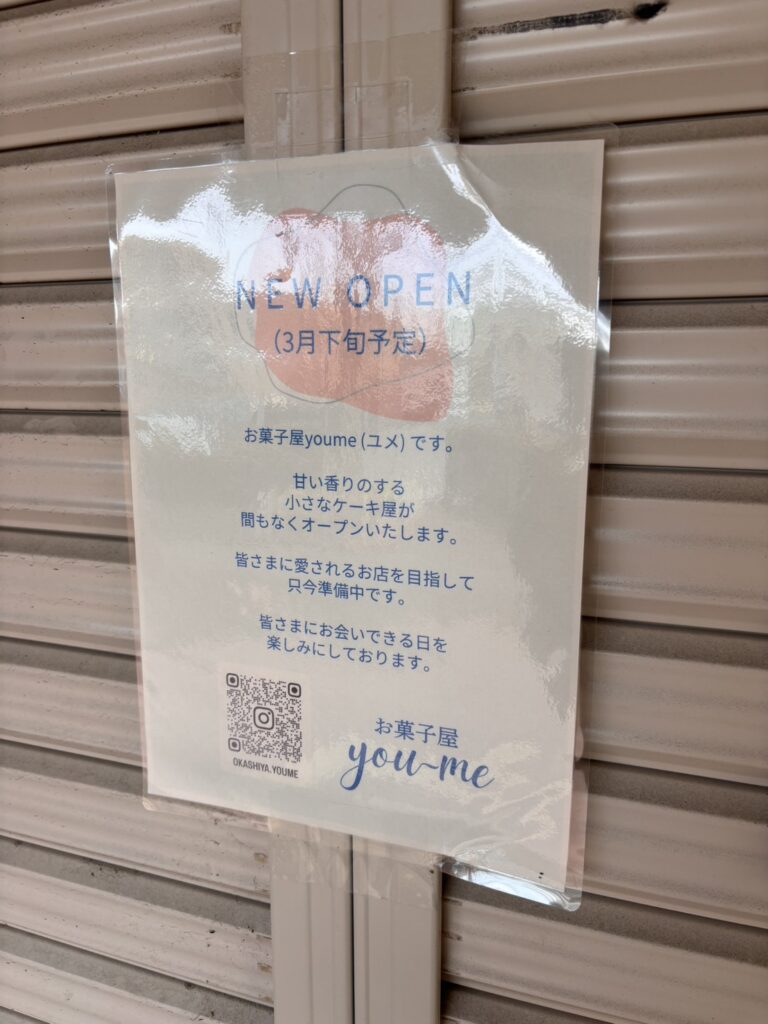 NEW OPEN
(3月下旬予定)
お菓子屋youme (ユメ) です。
甘い香りのする
小さなケーキ屋が
間もなくオープンいたします。
皆さまに愛されるお店を目指して
只今準備中です。
皆さまにお会いできる日を
楽しみにしております。
OKASHIYA.YOUME
お菓子屋
you~me